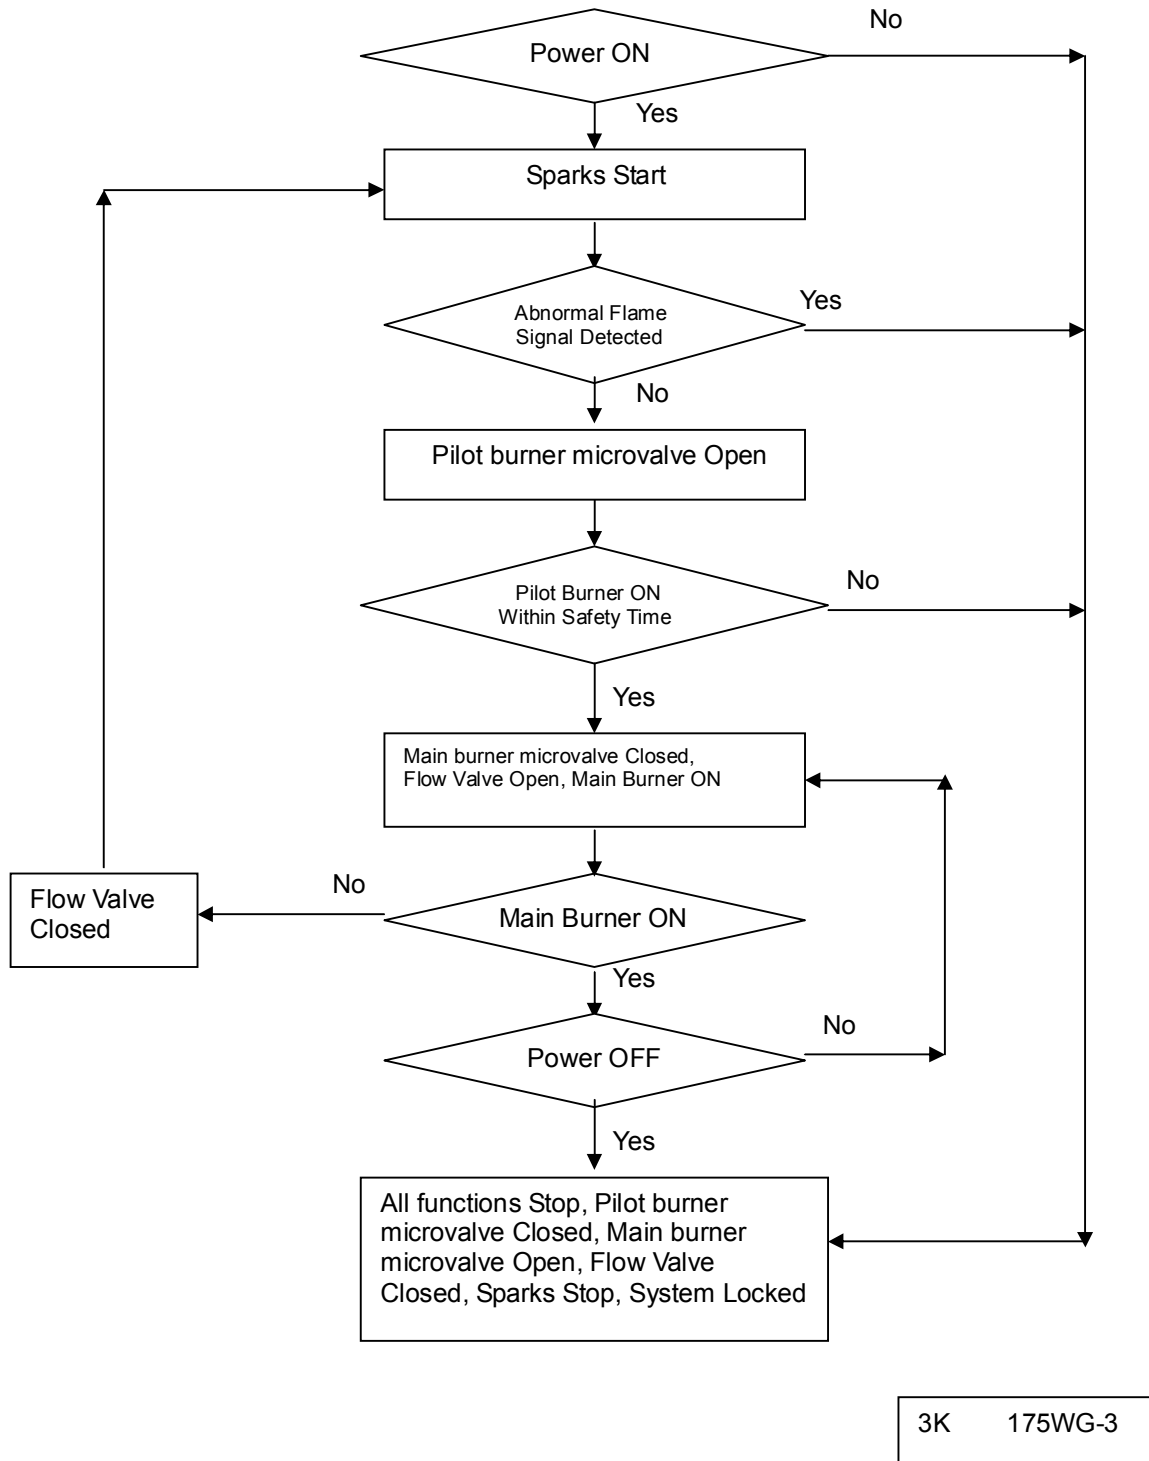 No
Power ON
Yes
Sparks Start
Abnormal Flame
Signal Detected
Yes
No
Pilot burner microvalve Open
Pilot Burner ON
Within Safety Time
No
Yes
Main burner microvalve Closed,
Flow Valve Open, Main Burner ON
Flow Valve
Closed
No
Main Burner ON
Yes
Power OFF
No
Yes
All functions Stop, Pilot burner
microvalve Closed, Main burner
microvalve Open, Flow Valve
Closed, Sparks Stop, System Locked
3K 175WG-3